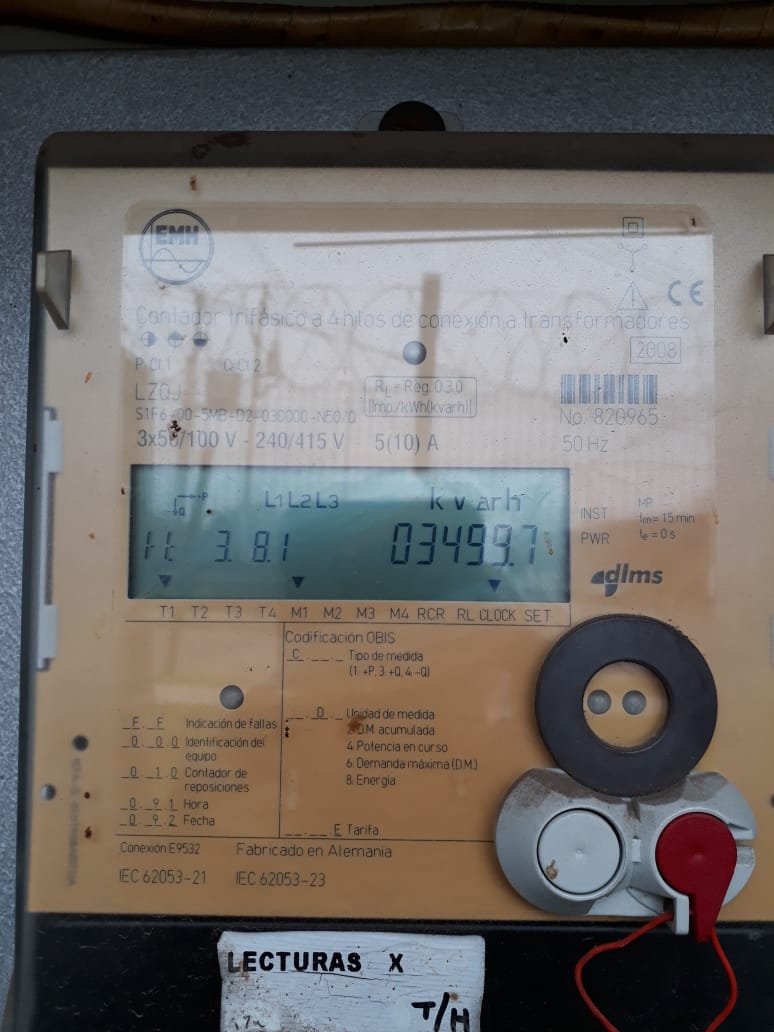 EMH
CE
Contador trifásico a 4 hilos de conexión a transformadores
2008
P: Cl.1 Q: Cl.2
LZQJ
RL = Reg. 0.3.0
[Imp./kWh(kvarh)]
No. 820965
3x58/100 V - 240/415 V 5(10) A 50 Hz
L1 L2 L3 kvarh
3.8.1 03499.7
INST
PWR
MP
tm= 15 min
te= 0 s
dlms
T1 T2 T3 T4 M1 M2 M3 M4 RCR RL CLOCK SET
Codificación OBIS
C Tipo de medida
(1: +P, 3: +Q, 4: -Q)
D Unidad de medida
2: D.M. acumulada
4: Potencia en curso
6: Demanda máxima (D.M.)
8: Energía
E Tarifa
F. F Indicación de fallas
0. 0. 0 Identificación del
equipo
0. 1. 0 Contador de
reposiciones
0. 9. 1 Hora
0. 9. 2 Fecha
Conexión E9532 Fabricado en Alemania
IEC 62053-21 IEC 62053-23
LECTURAS X
T/H